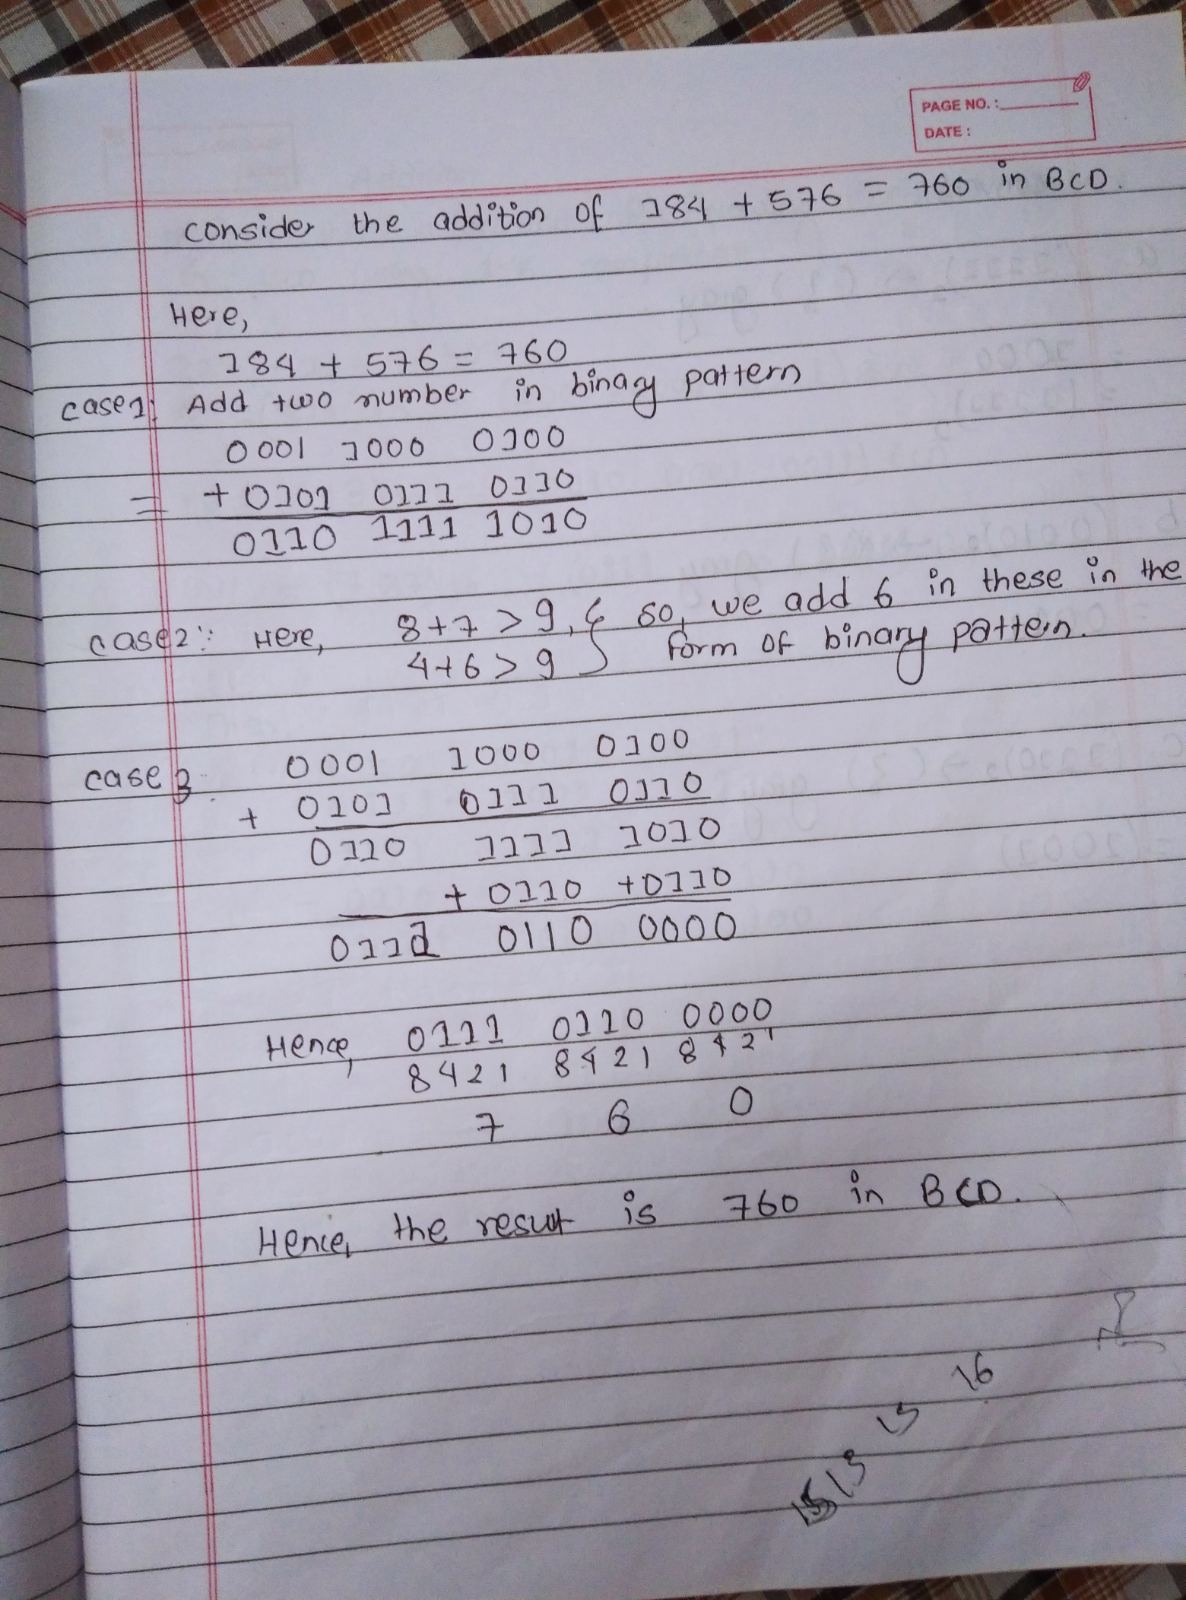 PAGE NO. :
DATE :
consider the addition of 184 + 576 = 760 in BCD.
Here,
184 + 576 = 760
case1: Add two number in binary pattern
0001 1000 0100
= + 0101 0111 0110
0110 1111 1010
case2: Here, 8+7 > 9, so, we add 6 in these in the
4+6 > 9 } form of binary pattern.
case 3 0001 1000 0100
+ 0101 0111 0110
0110 1111 1010
+ 0110 +0110
0111 0110 0000
Hence, 0111 0110 0000
8421 8421 8421
7 6 0
Hence, the result is 760 in BCD.
16
15
13